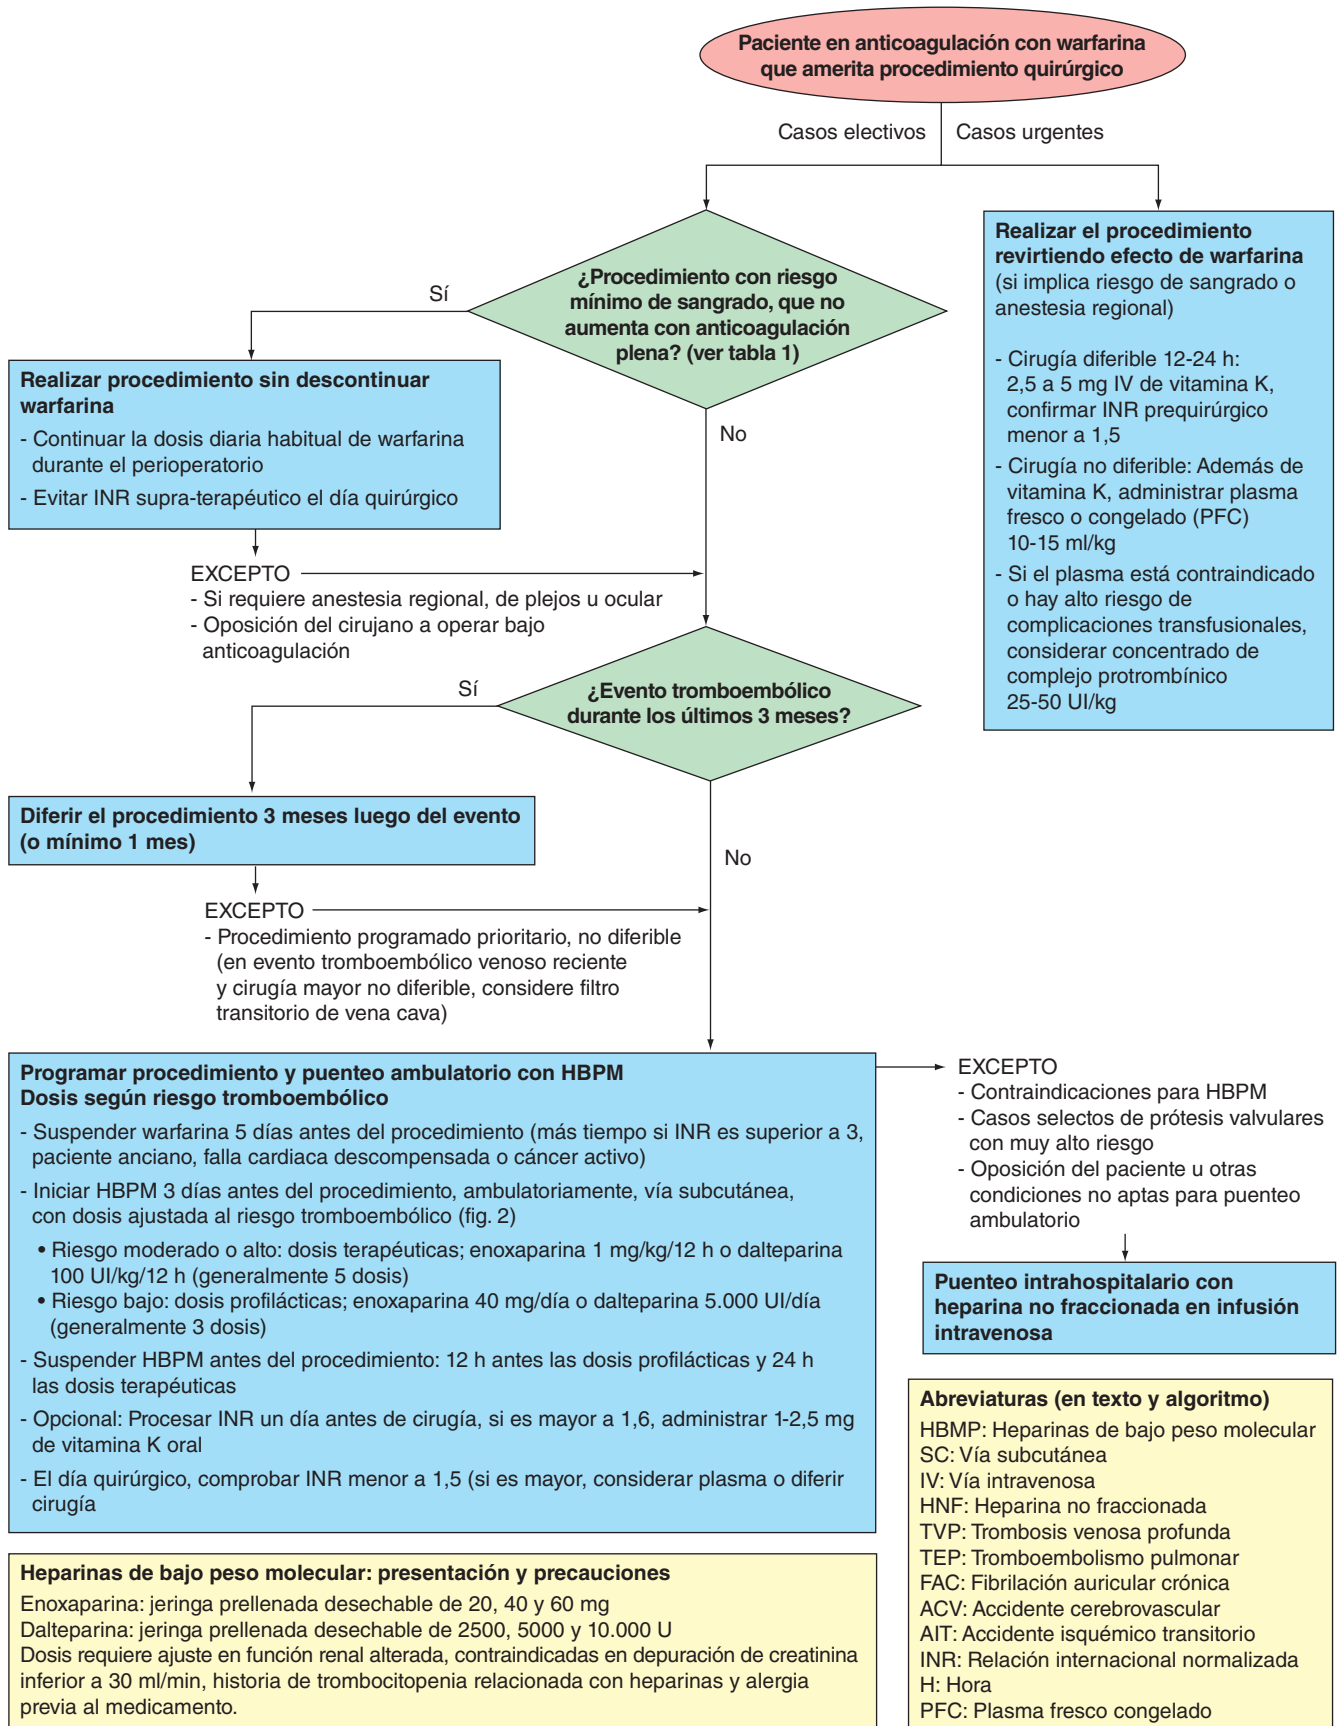 Paciente en anticoagulación con warfarina
que amerita procedimiento quirúrgico
Casos electivos
Casos urgentes
¿Procedimiento con riesgo
mínimo de sangrado, que no
aumenta con anticoagulación
plena? (ver tabla 1)
Sí
No
Realizar el procedimiento
revirtiendo efecto de warfarina
(si implica riesgo de sangrado o
anestesia regional)
- Cirugía diferible 12-24 h:
2,5 a 5 mg IV de vitamina K,
confirmar INR prequirúrgico
menor a 1,5
- Cirugía no diferible: Además de
vitamina K, administrar plasma
fresco o congelado (PFC)
10-15 ml/kg
- Si el plasma está contraindicado
o hay alto riesgo de
complicaciones transfusionales,
considerar concentrado de
complejo protrombínico
25-50 UI/kg
Realizar procedimiento sin descontinuar
warfarina
- Continuar la dosis diaria habitual de warfarina
durante el perioperatorio
- Evitar INR supra-terapéutico el día quirúrgico
EXCEPTO
- Si requiere anestesia regional, de plejos u ocular
- Oposición del cirujano a operar bajo
anticoagulación
¿Evento tromboembólico
durante los últimos 3 meses?
Sí
No
Diferir el procedimiento 3 meses luego del evento
(o mínimo 1 mes)
EXCEPTO
- Procedimiento programado prioritario, no diferible
(en evento tromboembólico venoso reciente
y cirugía mayor no diferible, considere filtro
transitorio de vena cava)
Programar procedimiento y puenteo ambulatorio con HBPM
Dosis según riesgo tromboembólico
- Suspender warfarina 5 días antes del procedimiento (más tiempo si INR es superior a 3,
paciente anciano, falla cardiaca descompensada o cáncer activo)
- Iniciar HBPM 3 días antes del procedimiento, ambulatoriamente, vía subcutánea,
con dosis ajustada al riesgo tromboembólico (fig. 2)
• Riesgo moderado o alto: dosis terapéuticas; enoxaparina 1 mg/kg/12 h o dalteparina
100 UI/kg/12 h (generalmente 5 dosis)
• Riesgo bajo: dosis profilácticas; enoxaparina 40 mg/día o dalteparina 5.000 UI/día
(generalmente 3 dosis)
- Suspender HBPM antes del procedimiento: 12 h antes las dosis profilácticas y 24 h
las dosis terapéuticas
- Opcional: Procesar INR un día antes de cirugía, si es mayor a 1,6, administrar 1-2,5 mg
de vitamina K oral
- El día quirúrgico, comprobar INR menor a 1,5 (si es mayor, considerar plasma o diferir
cirugía
EXCEPTO
- Contraindicaciones para HBPM
- Casos selectos de prótesis valvulares
con muy alto riesgo
- Oposición del paciente u otras
condiciones no aptas para puenteo
ambulatorio
Puenteo intrahospitalario con
heparina no fraccionada en infusión
intravenosa
Heparinas de bajo peso molecular: presentación y precauciones
Enoxaparina: jeringa prellenada desechable de 20, 40 y 60 mg
Dalteparina: jeringa prellenada desechable de 2500, 5000 y 10.000 U
Dosis requiere ajuste en función renal alterada, contraindicadas en depuración de creatinina
inferior a 30 ml/min, historia de trombocitopenia relacionada con heparinas y alergia
previa al medicamento.
Abreviaturas (en texto y algoritmo)
HBMP: Heparinas de bajo peso molecular
SC: Vía subcutánea
IV: Vía intravenosa
HNF: Heparina no fraccionada
TVP: Trombosis venosa profunda
TEP: Tromboembolismo pulmonar
FAC: Fibrilación auricular crónica
ACV: Accidente cerebrovascular
AIT: Accidente isquémico transitorio
INR: Relación internacional normalizada
H: Hora
PFC: Plasma fresco congelado